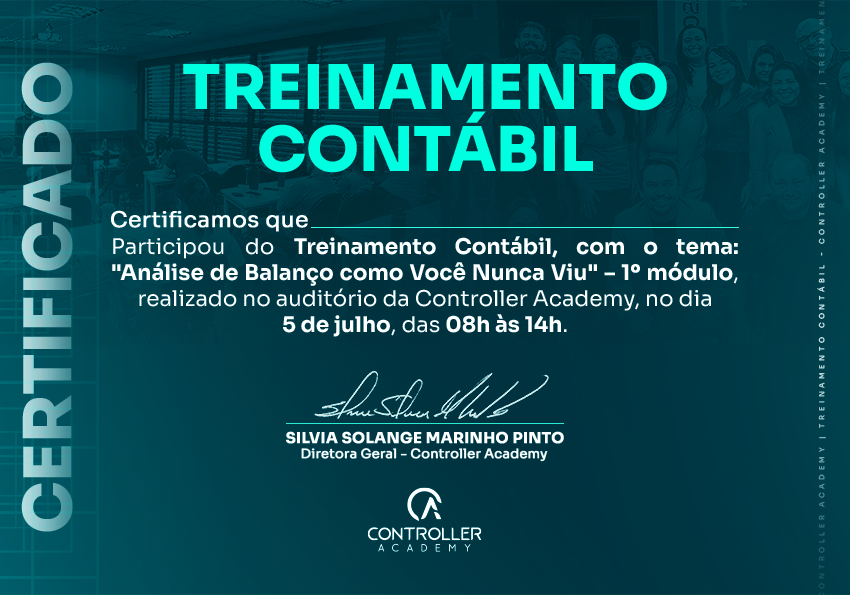 CERTIFICADO
TREINAMENTO
CONTÁBIL
Certificamos que
Participou do Treinamento Contábil, com o tema:
"Análise de Balanço como Você Nunca Viu" – 1º módulo,
realizado no auditório da Controller Academy, no dia
5 de julho, das 08h às 14h.
SILVIA SOLANGE MARINHO PINTO
Diretora Geral - Controller Academy
CONTROLLER
ACADEMY
CONTROLLER ACADEMY | TREINAMENTO CONTÁBIL - CONTROLLER ACADEMY | TREINAMEN